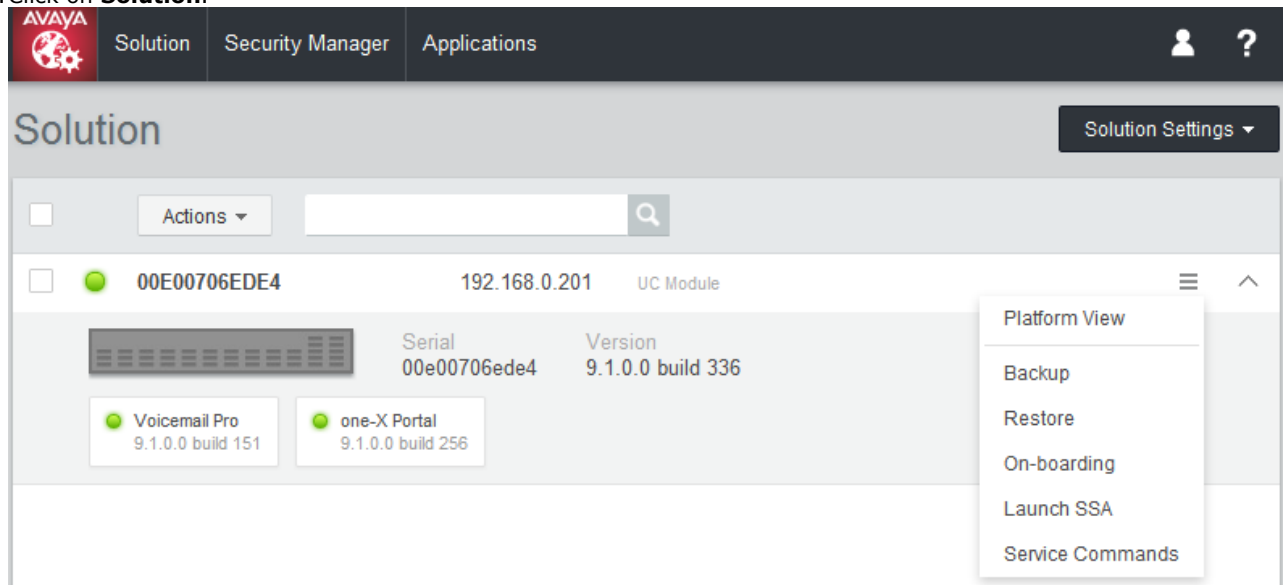 Click on Solution.
AVAYA
Solution Security Manager Applications ?
Solution
Solution Settings
Actions
00E00706EDE4 192.168.0.201 UC Module
Serial Version
00e00706ede4 9.1.0.0 build 336
Voicemail Pro
9.1.0.0 build 151
one-X Portal
9.1.0.0 build 256
Platform View
Backup
Restore
On-boarding
Launch SSA
Service Commands